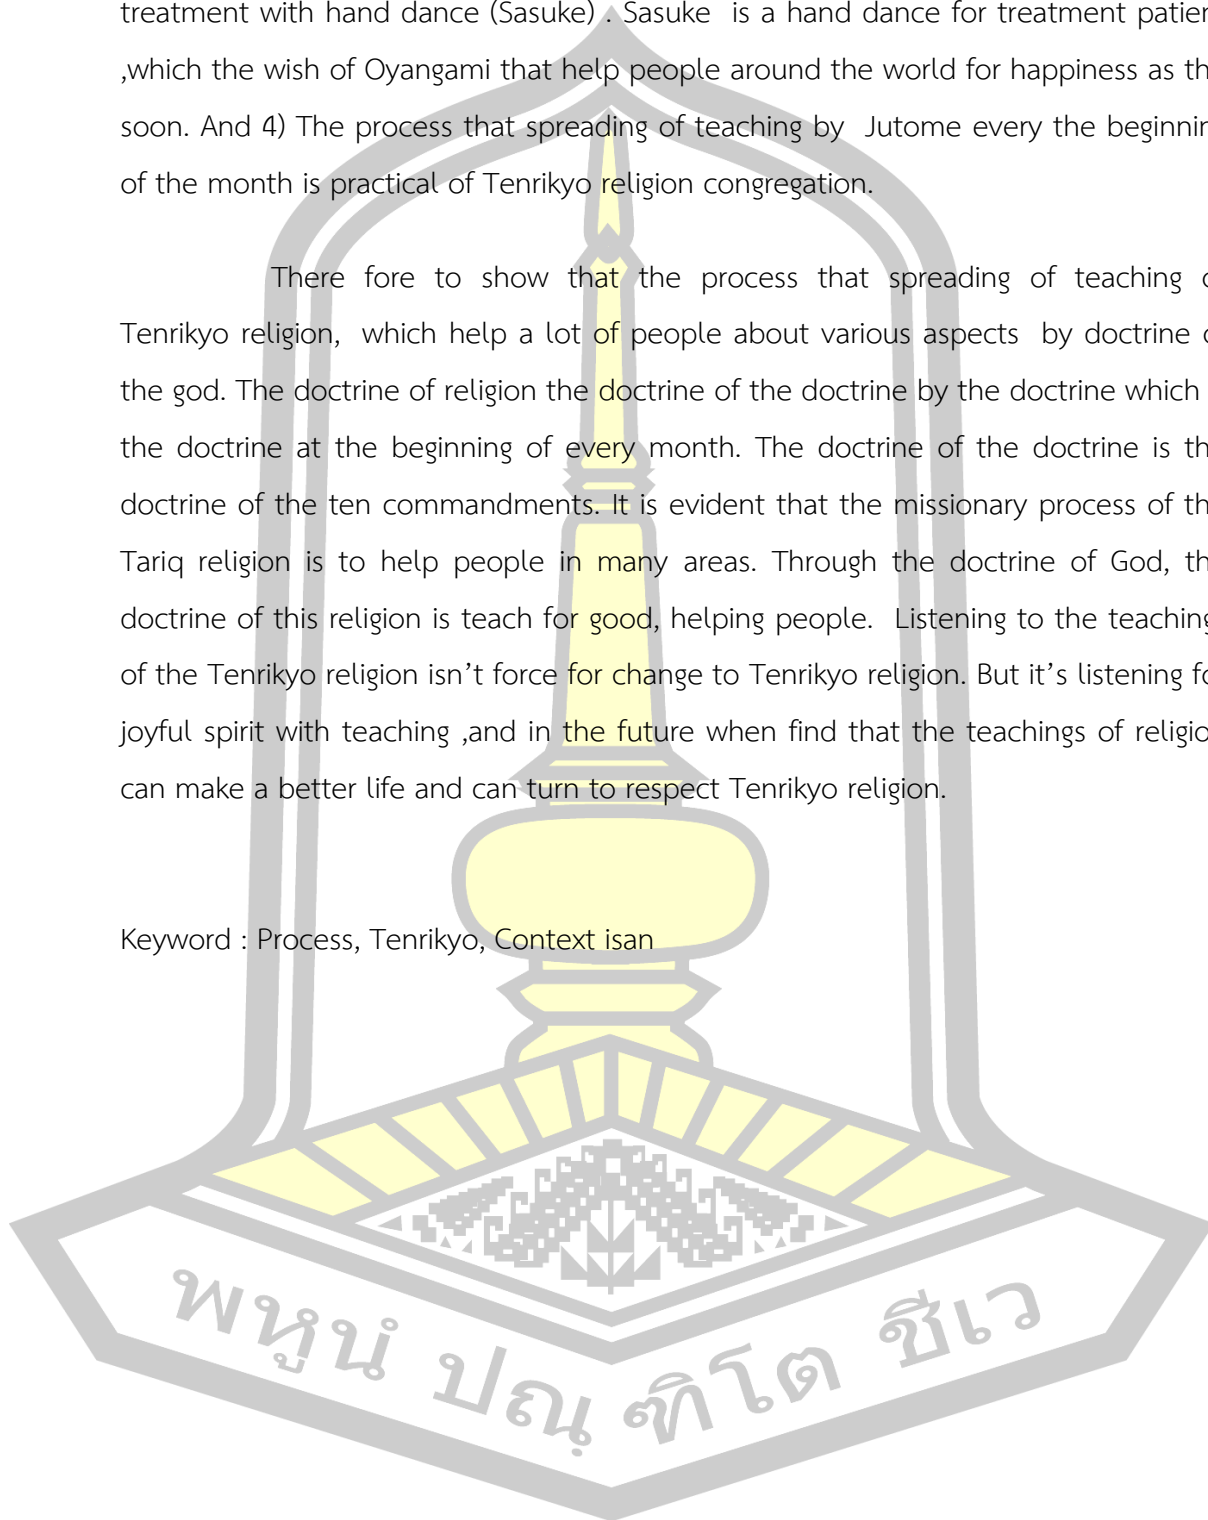 treatment with hand dance (Sasuke) . Sasuke is a hand dance for treatment patien
,which the wish of Oyangami that help people around the world for happiness as th
soon. And 4) The process that spreading of teaching by Jutome every the beginnin
of the month is practical of Tenrikyo religion congregation.
There fore to show that the process that spreading of teaching o
Tenrikyo religion, which help a lot of people about various aspects by doctrine o
the god. The doctrine of religion the doctrine of the doctrine by the doctrine which
the doctrine at the beginning of every month. The doctrine of the doctrine is th
doctrine of the ten commandments. It is evident that the missionary process of th
Tariq religion is to help people in many areas. Through the doctrine of God, th
doctrine of this religion is teach for good, helping people. Listening to the teaching
of the Tenrikyo religion isn’t force for change to Tenrikyo religion. But it’s listening fo
joyful spirit with teaching ,and in the future when find that the teachings of religio
can make a better life and can turn to respect Tenrikyo religion.
Keyword : Process, Tenrikyo, Context isan
พหูนํ ปณฺฑิโต ชีเว